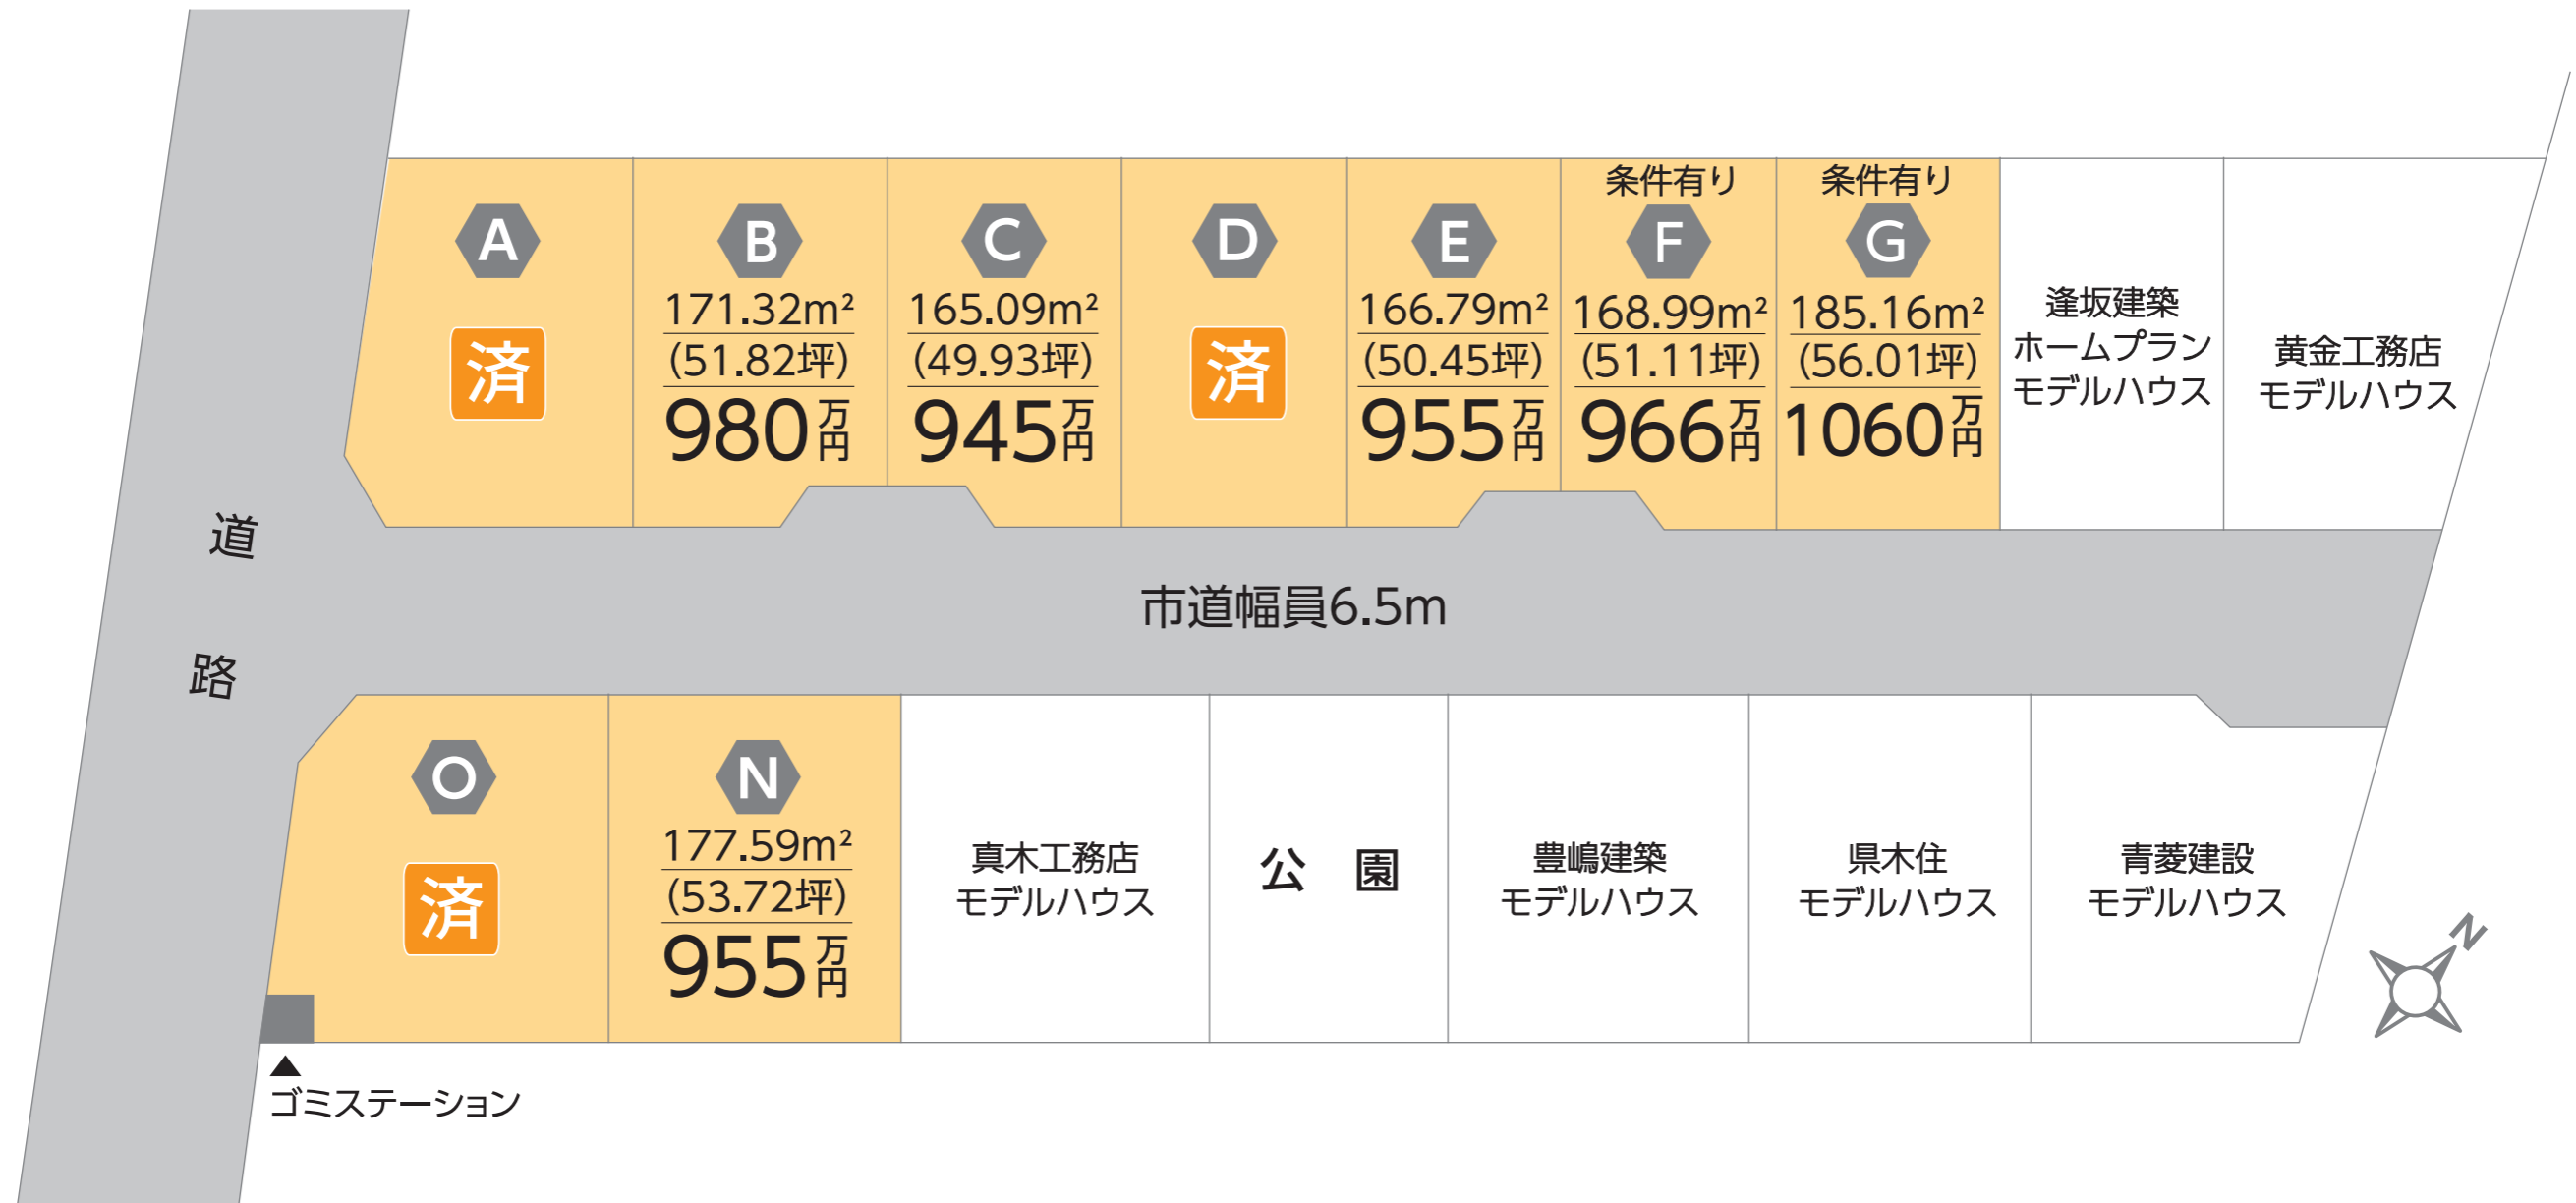 A
済
B
171.32m²
(51.82坪)
980万円
C
165.09m²
(49.93坪)
945万円
D
済
E
166.79m²
(50.45坪)
955万円
条件有り
F
168.99m²
(51.11坪)
966万円
条件有り
G
185.16m²
(56.01坪)
1060万円
逢坂建築
ホームプラン
モデルハウス
黄金工務店
モデルハウス
道路
市道幅員6.5m
O
済
N
177.59m²
(53.72坪)
955万円
真木工務店
モデルハウス
公 園
豊嶋建築
モデルハウス
県木住
モデルハウス
青菱建設
モデルハウス
N
▲
ゴミステーション